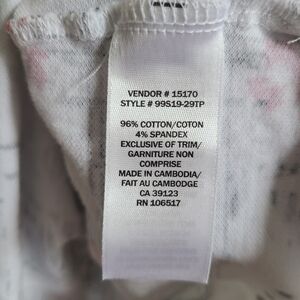 VENDOR # 15170
STYLE # 99S19-29TP
96% COTTON/COTON
4% SPANDEX
EXCLUSIVE OF TRIM/
GARNITURE NON
COMPRISE
MADE IN CAMBODIA/
FAIT AU CAMBODGE
CA 39123
RN 106517